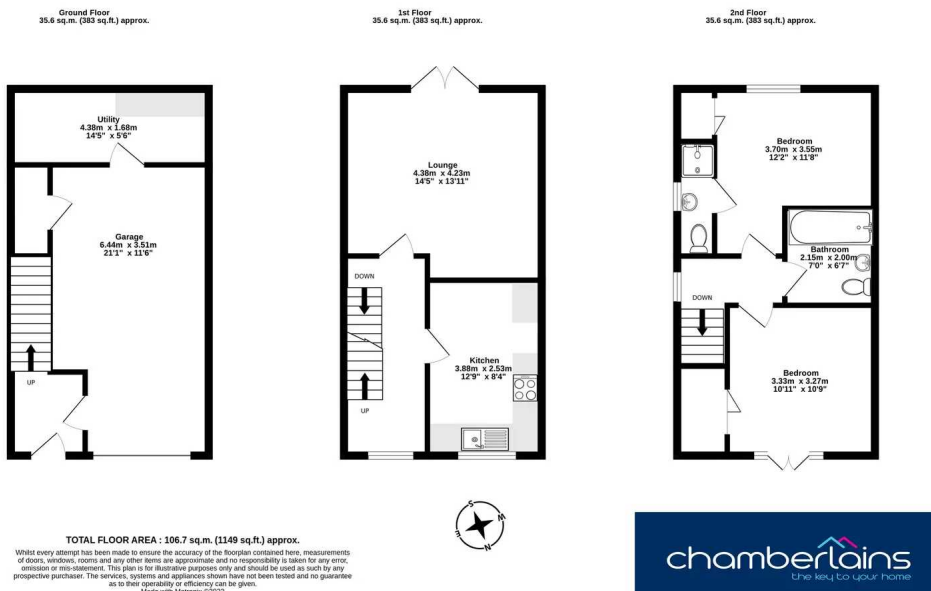 Ground Floor
35.6 sq.m. (383 sq.ft.) approx.
1st Floor
35.6 sq.m. (383 sq.ft.) approx.
2nd Floor
35.6 sq.m. (383 sq.ft.) approx.
Utility
4.38m x 1.68m
14'5" x 5'6"
Garage
6.44m x 3.51m
21'1" x 11'6"
UP
Lounge
4.38m x 4.23m
14'5" x 13'11"
DOWN
UP
Kitchen
3.88m x 2.53m
12'9" x 8'4"
Bedroom
3.70m x 3.55m
12'2" x 11'8"
Bathroom
2.15m x 2.00m
7'0" x 6'7"
DOWN
Bedroom
3.33m x 3.27m
10'11" x 10'9"
S
W
E
N
TOTAL FLOOR AREA : 106.7 sq.m. (1149 sq.ft.) approx.
Whilst every attempt has been made to ensure the accuracy of the floorplan contained here, measurements
of doors, windows, rooms and any other items are approximate and no responsibility is taken for any error,
omission or mis-statement. This plan is for illustrative purposes only and should be used as such by any
prospective purchaser. The services, systems and appliances shown have not been tested and no guarantee
as to their operability or efficiency can be given.
Made with Metropix ©2023
chamberlains
the key to your home